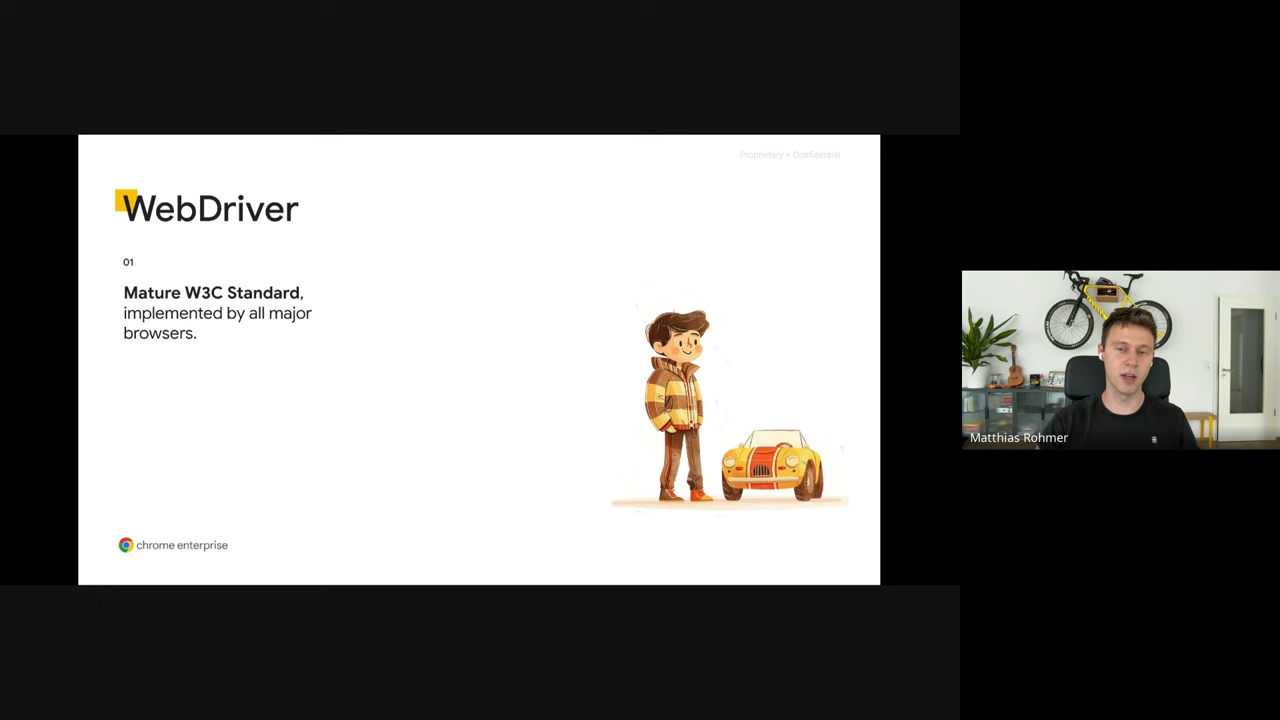 Proprietary + Confidential
WebDriver
01
Mature W3C Standard,
implemented by all major
browsers.
chrome enterprise
Matthias Rohmer